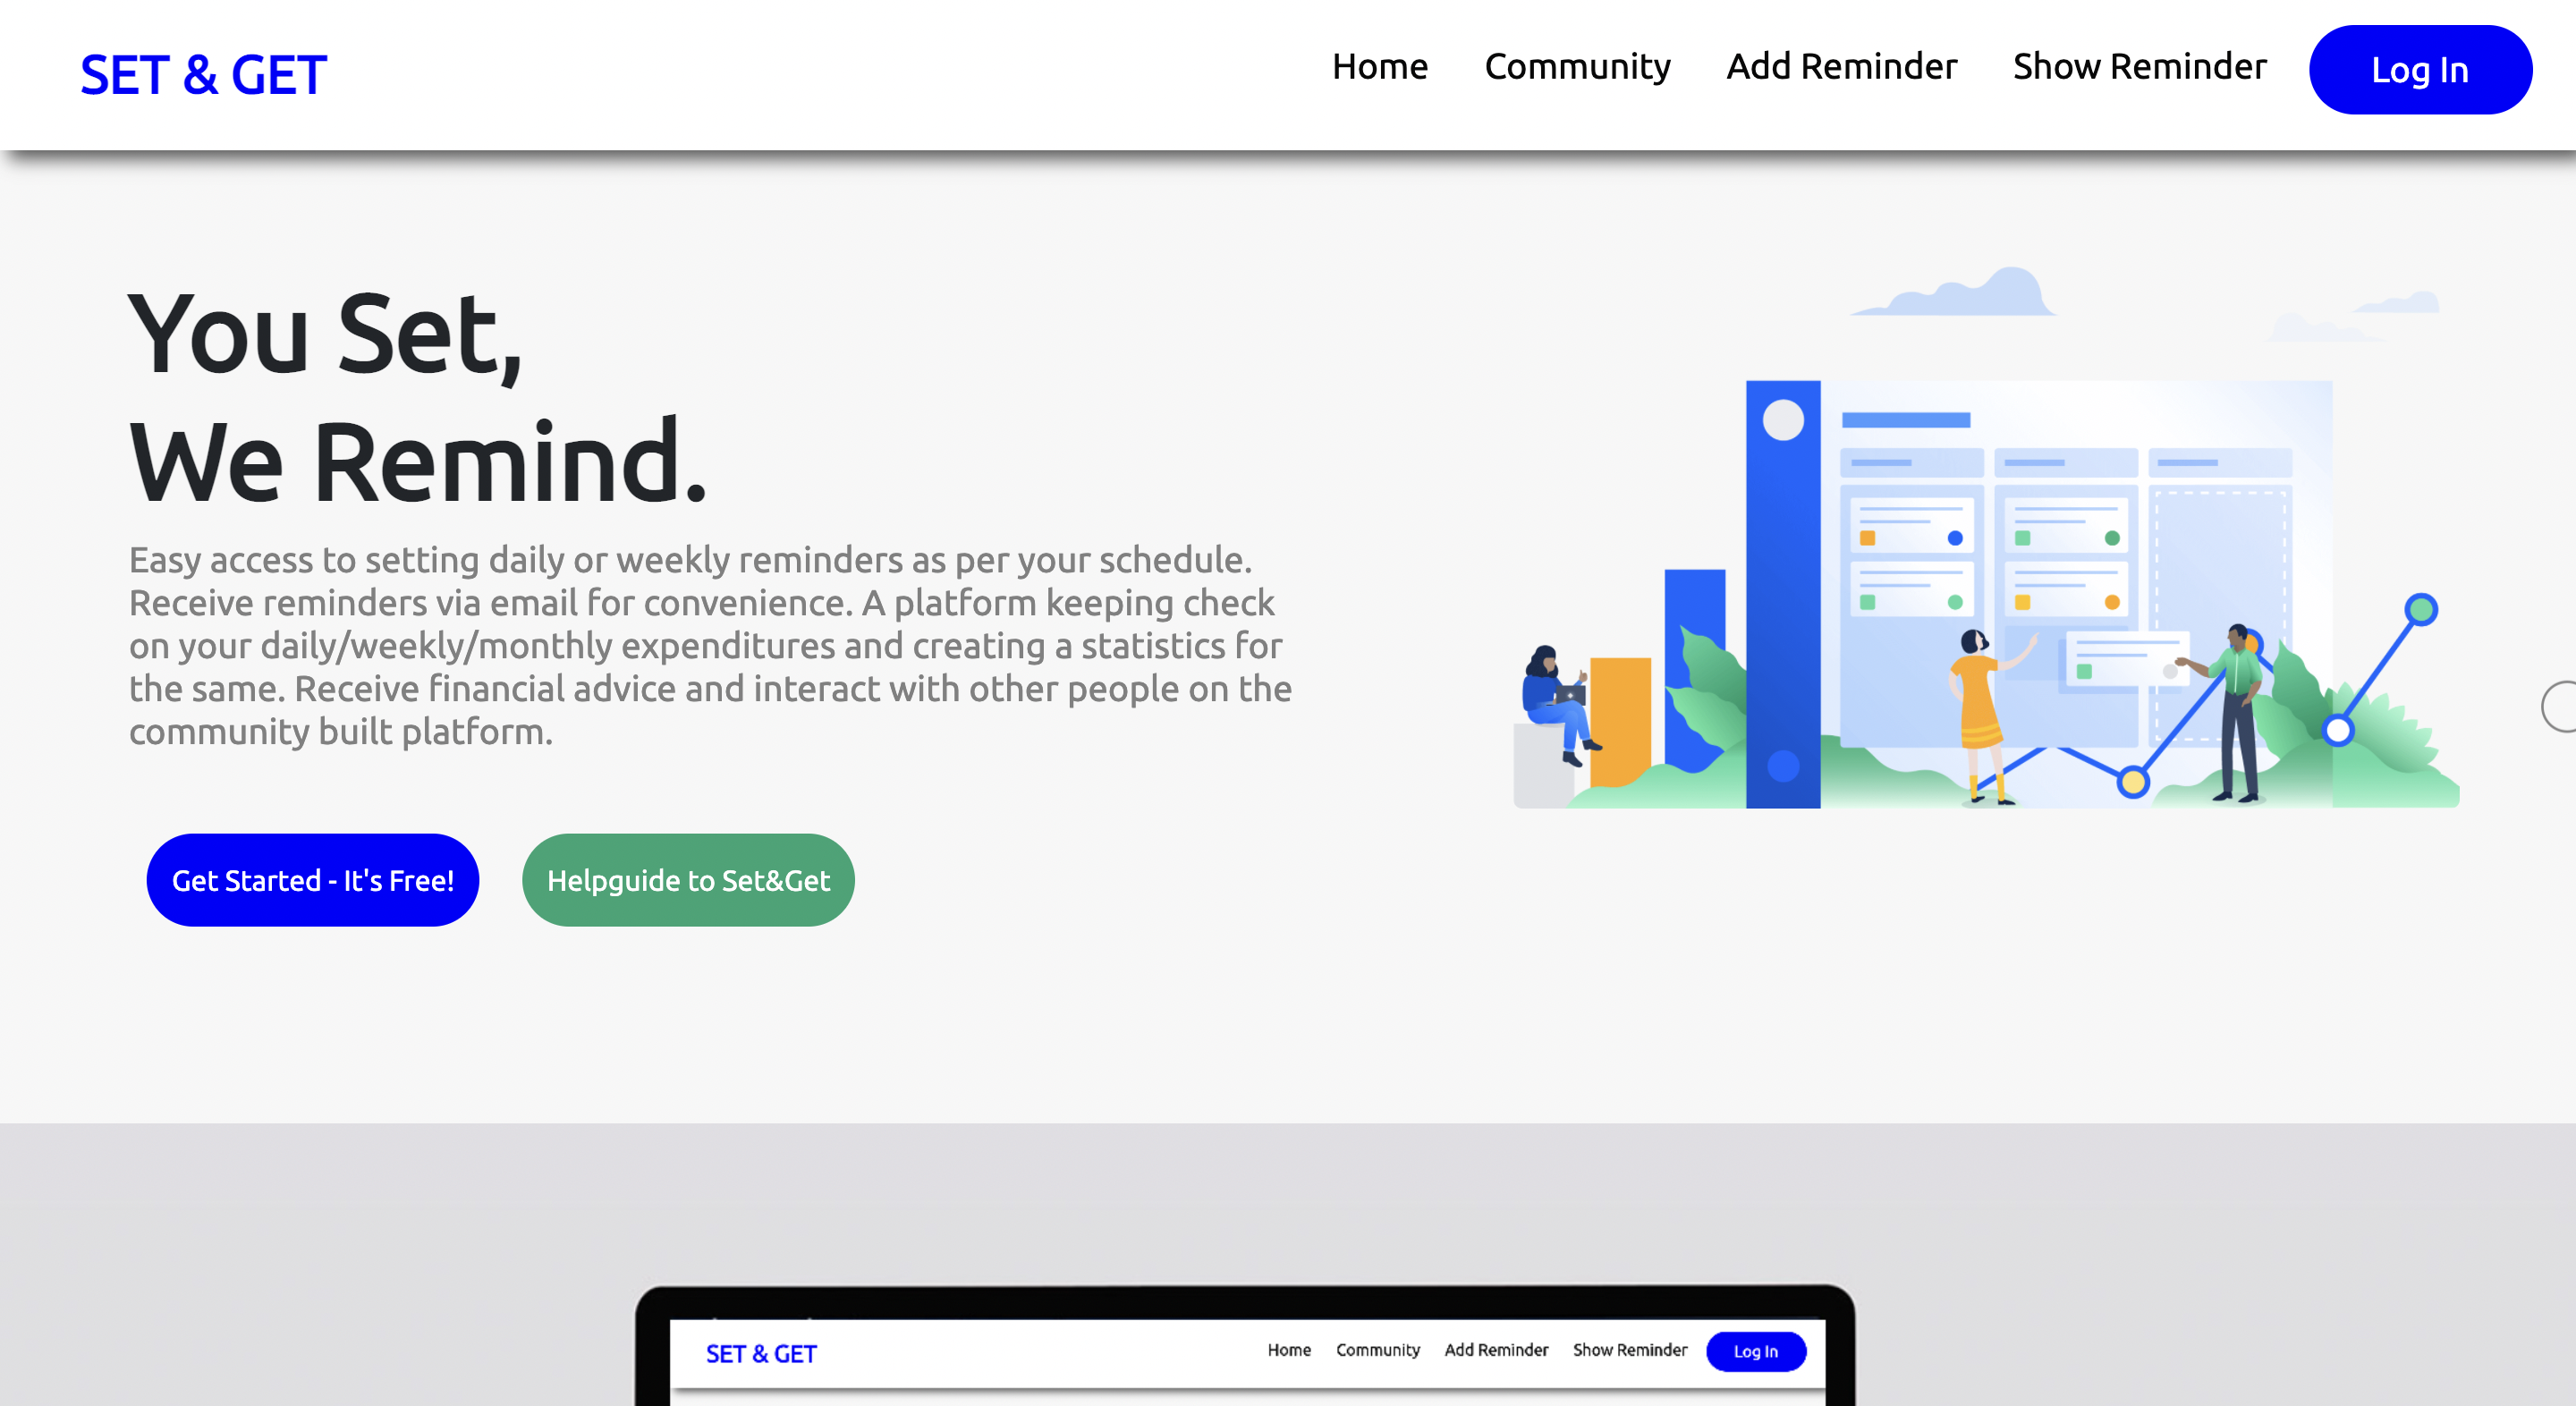 SET & GET
Home Community Add Reminder Show Reminder Log In
You Set,
We Remind.
Easy access to setting daily or weekly reminders as per your schedule.
Receive reminders via email for convenience. A platform keeping check
on your daily/weekly/monthly expenditures and creating a statistics for
the same. Receive financial advice and interact with other people on the
community built platform.
Get Started - It's Free! Helpguide to Set&Get
SET & GET
Home Community Add Reminder Show Reminder Log In